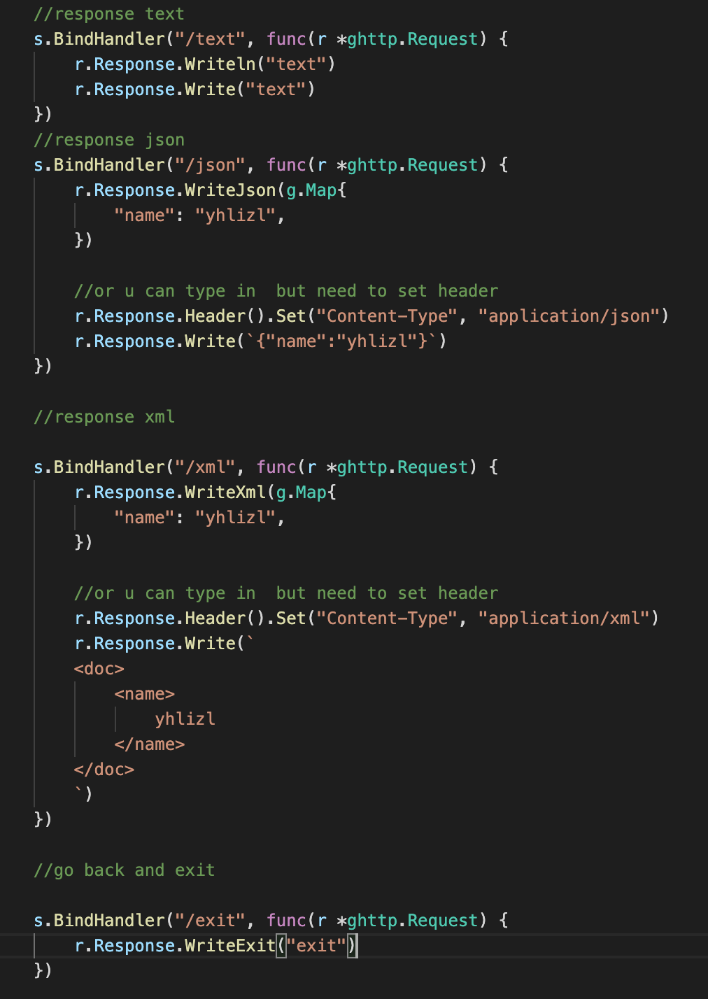 //response text
s.BindHandler("/text", func(r *ghttp.Request) {
    r.Response.Writeln("text")
    r.Response.Write("text")
})
//response json
s.BindHandler("/json", func(r *ghttp.Request) {
    r.Response.WriteJson(g.Map{
        "name": "yhlizl",
    })

    //or u can type in  but need to set header
    r.Response.Header().Set("Content-Type", "application/json")
    r.Response.Write(`{"name":"yhlizl"}`)
})

//response xml

s.BindHandler("/xml", func(r *ghttp.Request) {
    r.Response.WriteXml(g.Map{
        "name": "yhlizl",
    })

    //or u can type in  but need to set header
    r.Response.Header().Set("Content-Type", "application/xml")
    r.Response.Write(`
    <doc>
        <name>
            yhlizl
        </name>
    </doc>
    `)
})

//go back and exit

s.BindHandler("/exit", func(r *ghttp.Request) {
    r.Response.WriteExit("exit")
})